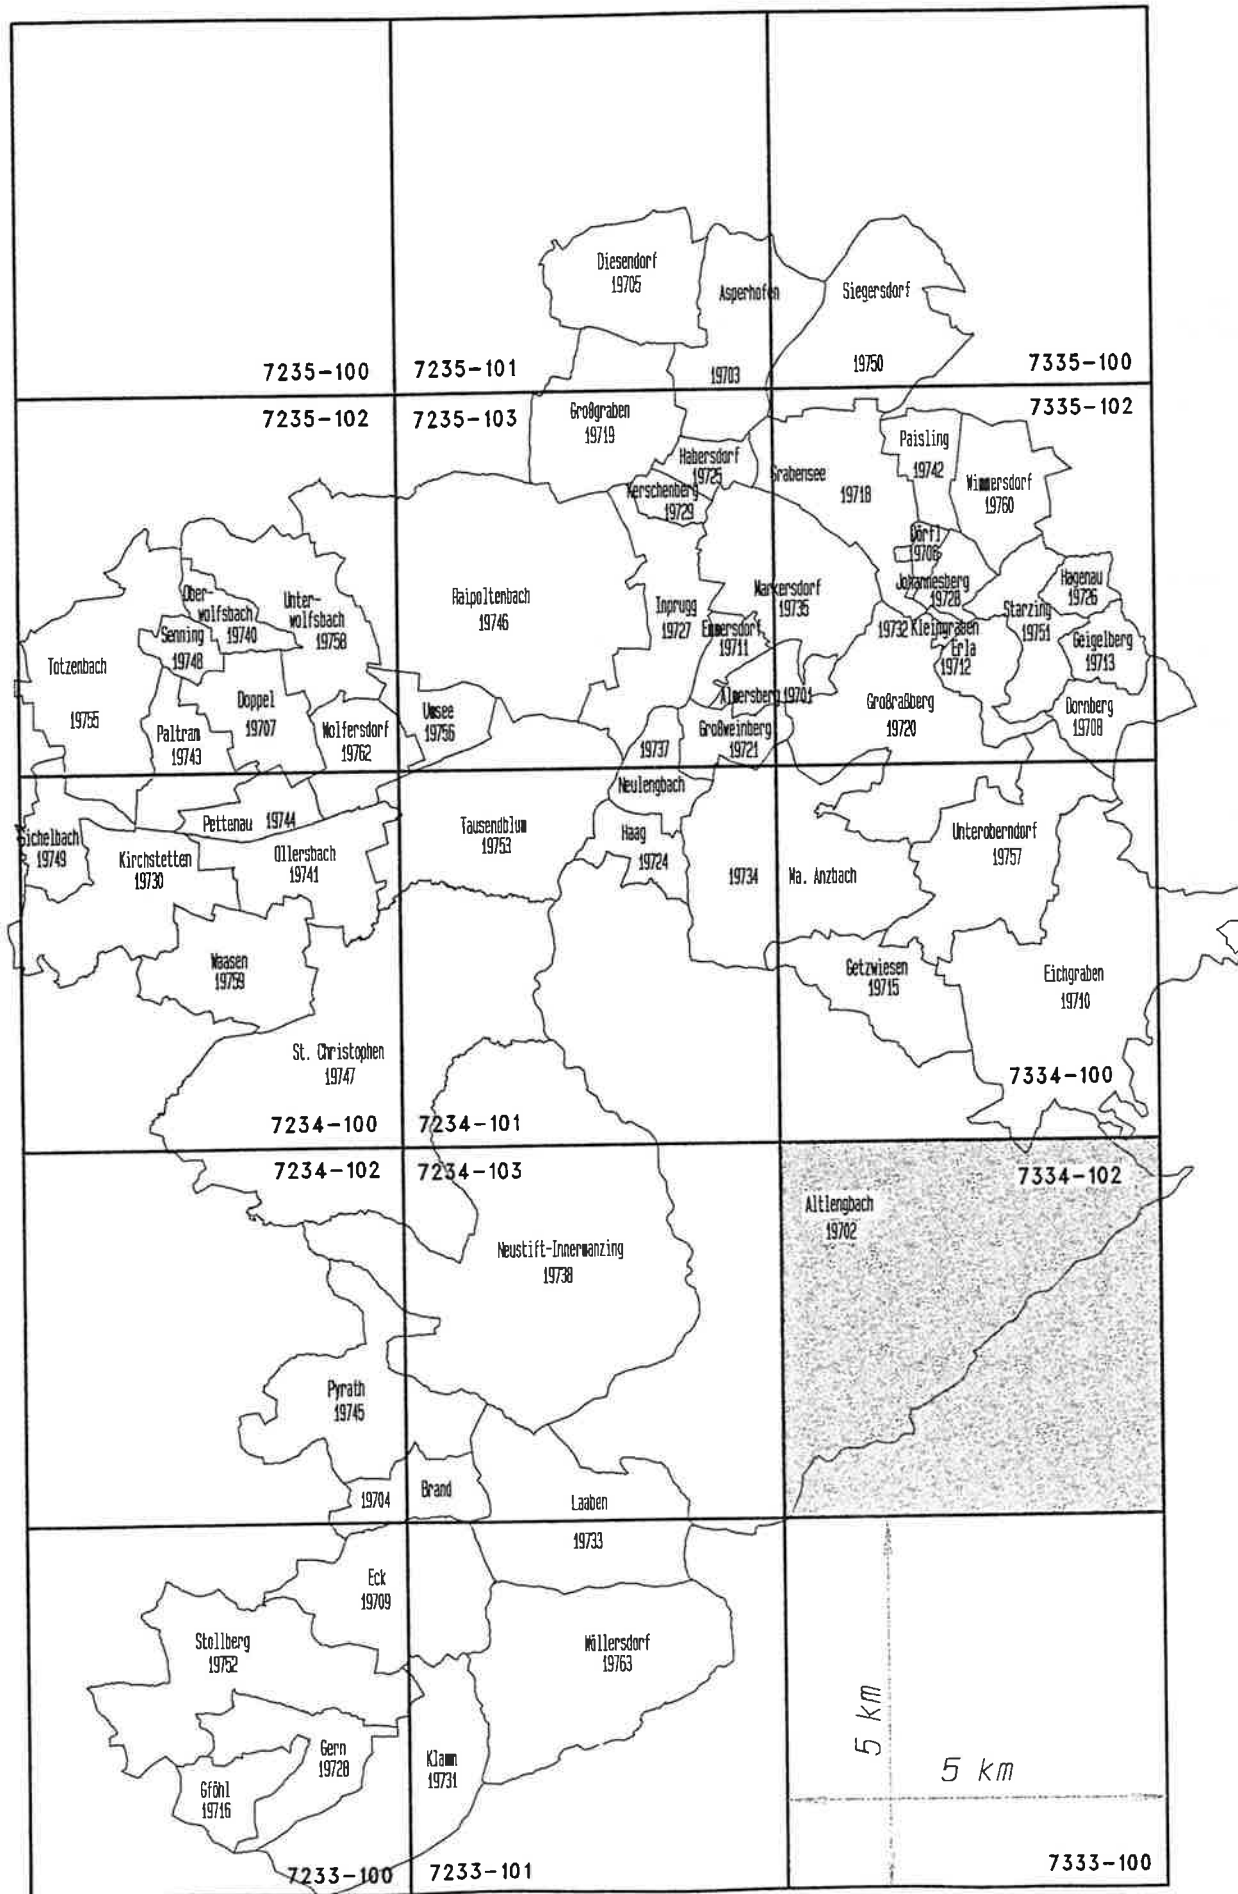 Diesendorf
19705
Asperhofen
19703
Siegersdorf
19750
7235-100
7235-101
7335-100
7235-102
7235-103
7335-102
Großgraben
19719
Habersdorf
19725
Kerschenberg
19729
Grabensee
19718
Paisling
19742
Wimmersdorf
19760
Dörfl
19706
Johannesberg
19728
Hagenau
19726
Starzing
19751
Geigelberg
19713
Kleingraben
19732
Erla
19712
Dornberg
19708
Großraßberg
19720
Markersdorf
19735
Emmersdorf
19711
Almersberg 19701
Inprugg
19727
Großweinberg
19721
19737
Neulengbach
Raipoltenbach
19746
Ober-
wolfsbach
19740
Unter-
wolfsbach
19758
Senning
19748
Totzenbach
19755
Paltram
19743
Doppel
19707
Wolfersdorf
19762
Umsee
19756
Sichelbach
19749
Kirchstetten
19730
Pettenau 19744
Ollersbach
19741
Tausendblum
19753
Haag
19724
19734
Ma. Anzbach
Unteroberndorf
19757
Waasen
19759
Getzwiesen
19715
Eichgraben
19710
St. Christophen
19747
7234-100
7234-101
7334-100
7234-102
7234-103
7334-102
Altlengbach
19702
Neustift-Innermanzing
19738
Pyrath
19745
19704
Brand
Laaben
19733
Eck
19709
Stollberg
19752
Wöllersdorf
19763
Gern
19728
Gföhl
19716
Klamm
19731
5 km
5 km
7233-100
7233-101
7333-100